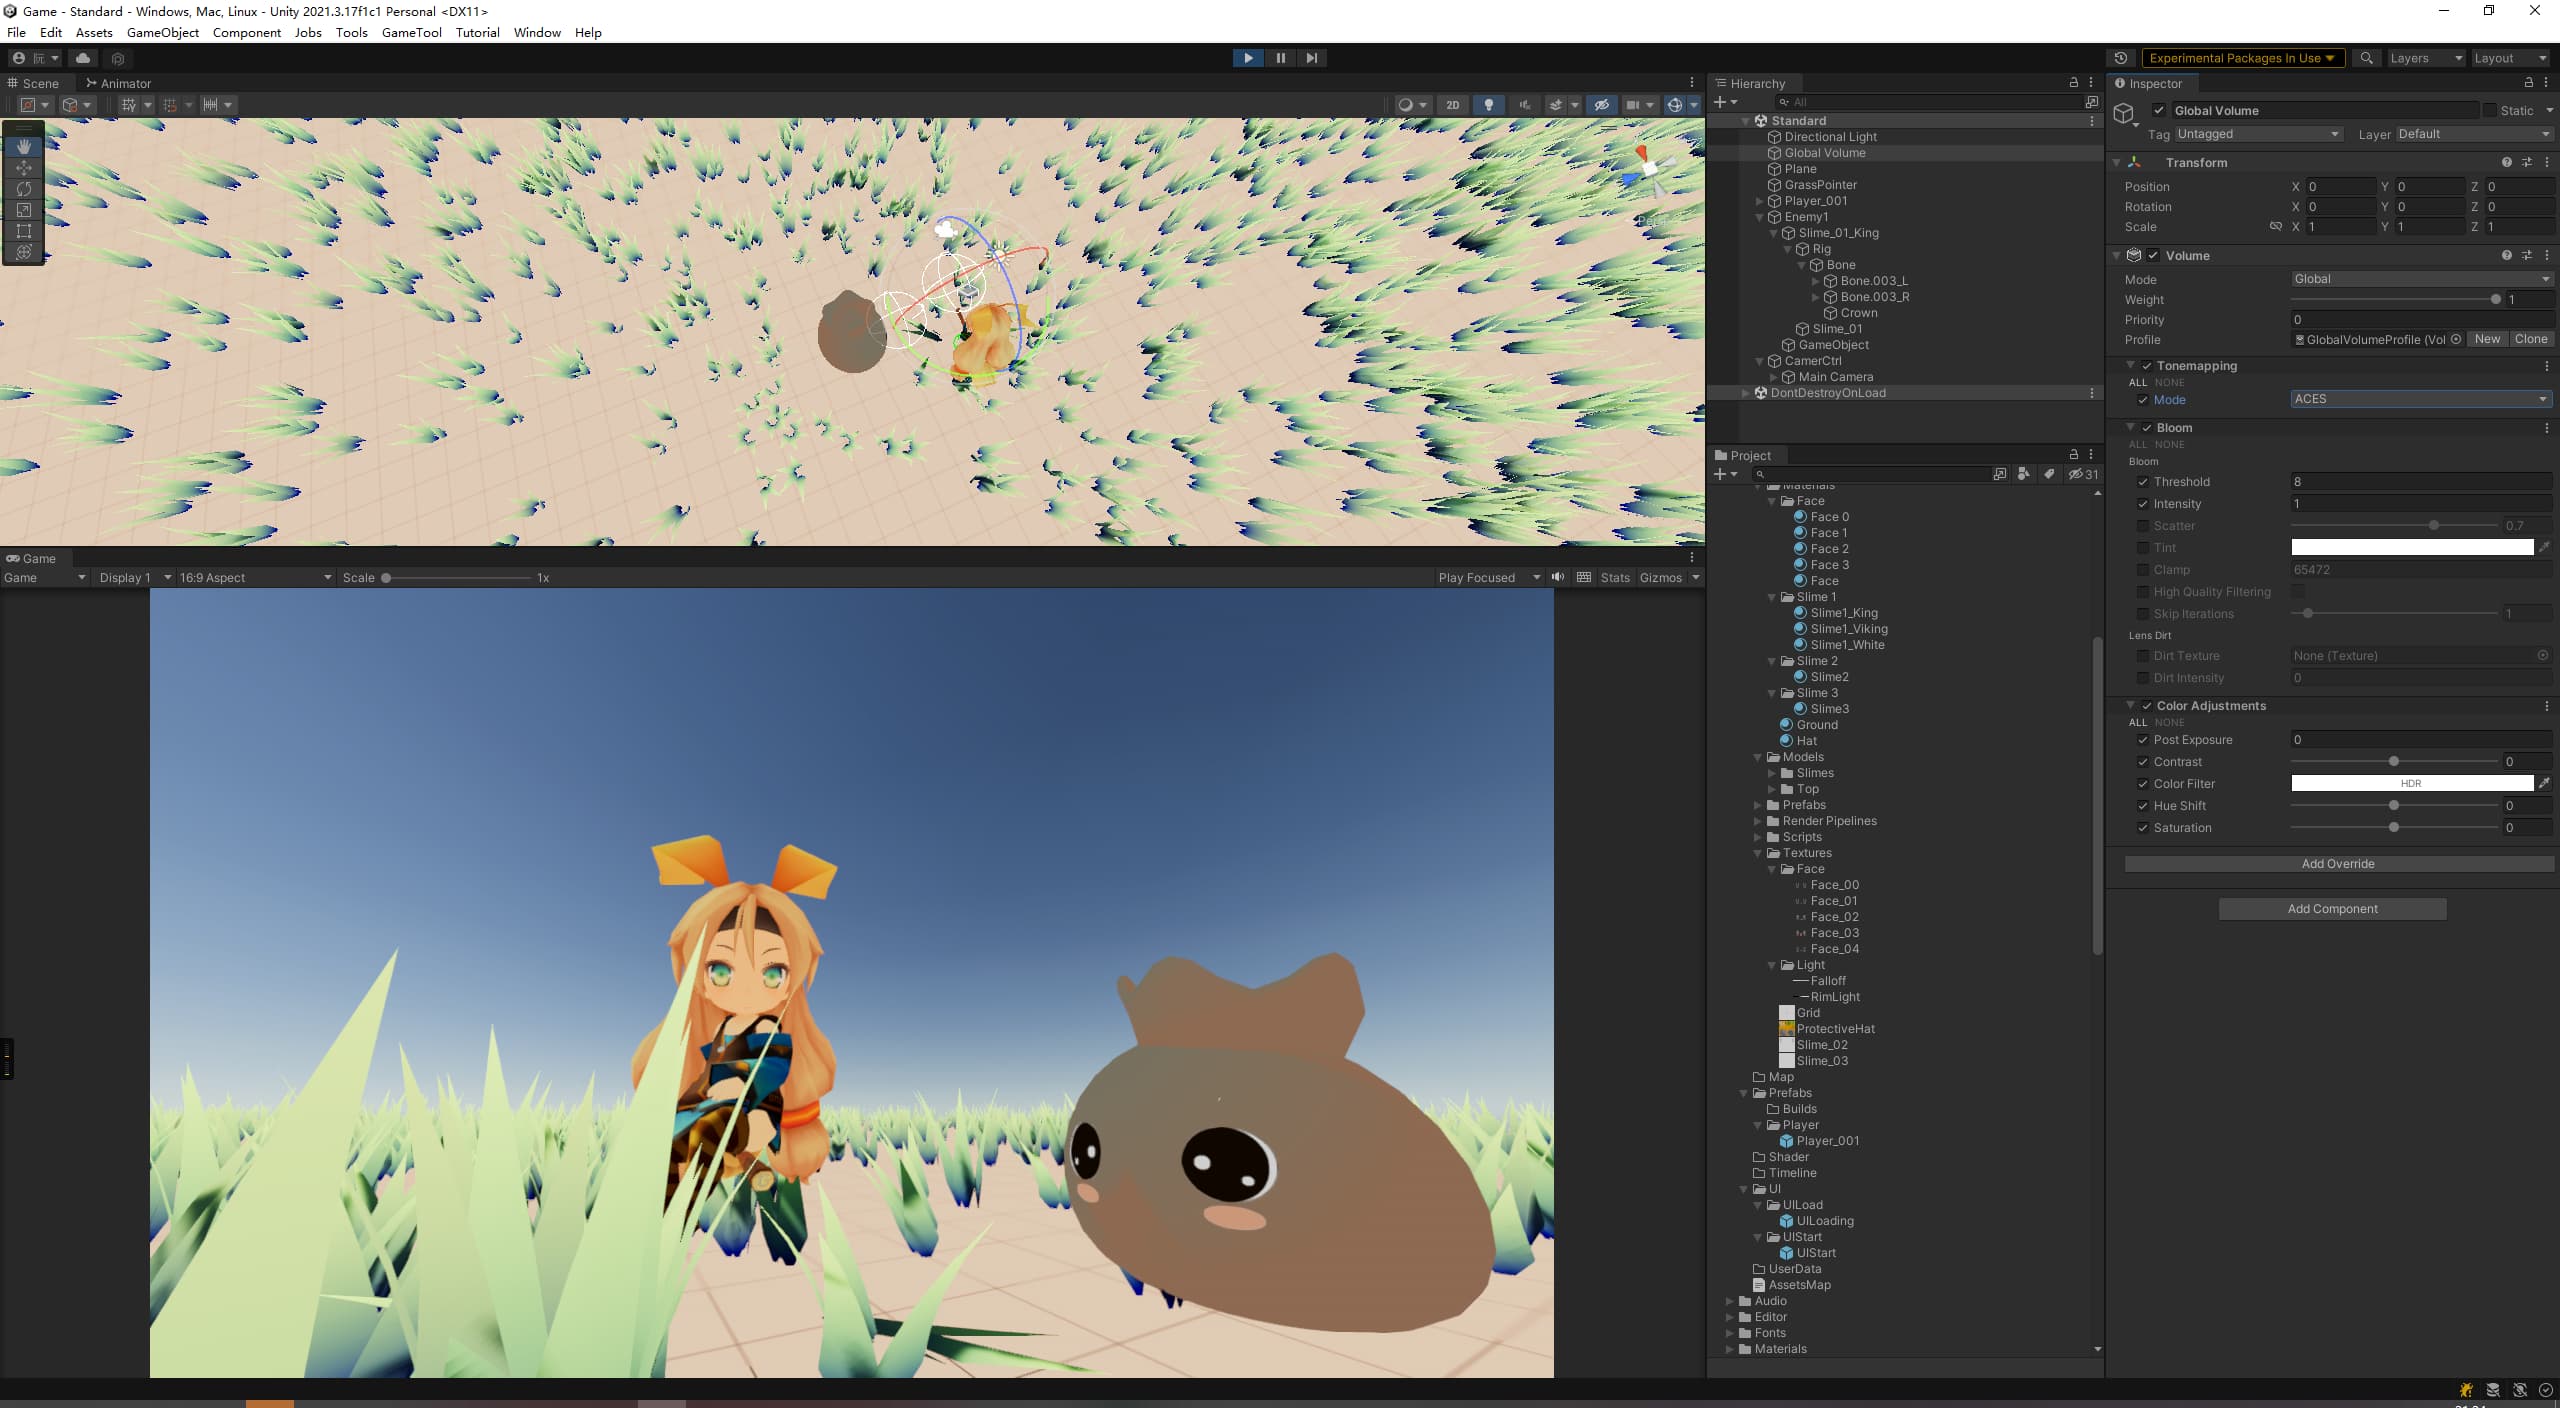 Game - Standard - Windows, Mac, Linux - Unity 2021.3.17f1c1 Personal <DX11>
File Edit Assets GameObject Component Jobs Tools GameTool Tutorial Window Help
Experimental Packages In Use
Layers
Layout
Scene
Animator
2D
Game
Game
Display 1
16:9 Aspect
Scale
1x
Play Focused
Stats
Gizmos
Hierarchy
All
Standard
Directional Light
Global Volume
Plane
GrassPointer
Player_001
Enemy1
Slime_01_King
Rig
Bone
Bone.003_L
Bone.003_R
Crown
Slime_01
GameObject
CamerCtrl
Main Camera
DontDestroyOnLoad
Project
31
Materials
Face
Face 0
Face 1
Face 2
Face 3
Face
Slime 1
Slime1_King
Slime1_Viking
Slime1_White
Slime 2
Slime2
Slime 3
Slime3
Ground
Hat
Models
Slimes
Top
Prefabs
Render Pipelines
Scripts
Textures
Face
Face_00
Face_01
Face_02
Face_03
Face_04
Light
Falloff
RimLight
Grid
ProtectiveHat
Slime_02
Slime_03
Map
Prefabs
Builds
Player
Player_001
Shader
Timeline
UI
UILoad
UILoading
UIStart
UIStart
UserData
AssetsMap
Audio
Editor
Fonts
Materials
Inspector
Global Volume
Static
Tag Untagged Layer Default
Transform
Position X 0 Y 0 Z 0
Rotation X 0 Y 0 Z 0
Scale X 1 Y 1 Z 1
Volume
Mode Global
Weight 1
Priority 0
Profile GlobalVolumeProfile (Vol New Clone
Tonemapping
ALL NONE
Mode ACES
Bloom
ALL NONE
Bloom
Threshold 8
Intensity 1
Scatter 0.7
Tint
Clamp 65472
High Quality Filtering
Skip Iterations 1
Lens Dirt
Dirt Texture None (Texture)
Dirt Intensity 0
Color Adjustments
ALL NONE
Post Exposure 0
Contrast 0
Color Filter HDR
Hue Shift 0
Saturation 0
Add Override
Add Component